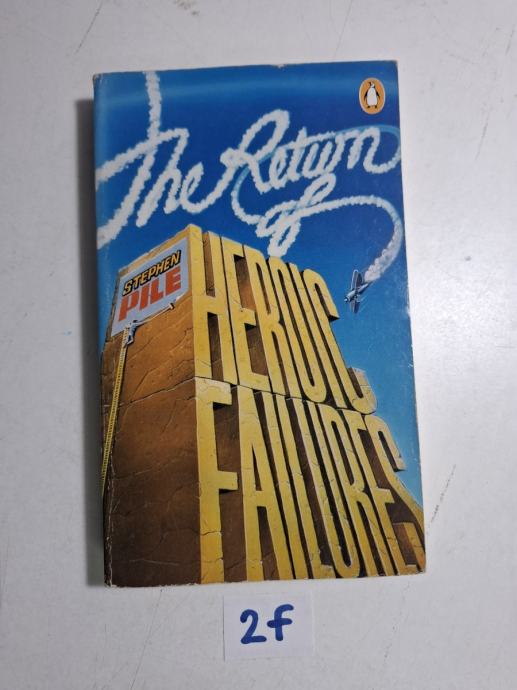 The Return
of
STEPHEN
PILE
HEROIC
FAILURES
2f